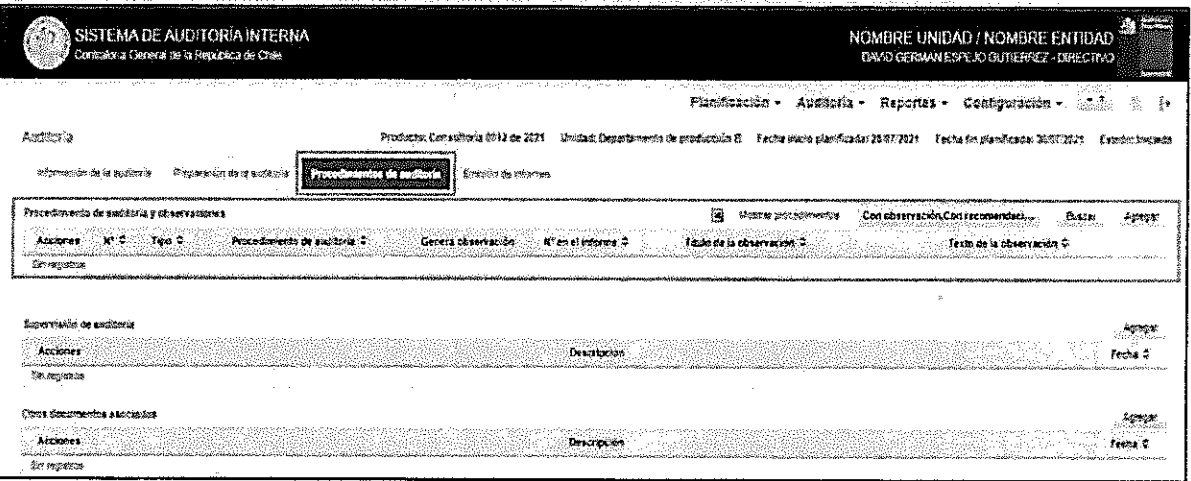 SISTEMA DE AUDITORÍA INTERNA
Contraloría General de la República de Chile
NOMBRE UNIDAD / NOMBRE ENTIDAD
DAVID GERMAN ESPEJO GUTIERREZ - DIRECTIVO
Planificación Auditoría Reportes Configuración
Auditoría
Producto: Consultoría 0012 de 2021 Unidad: Departamento de productivía B Fecha inicio planificada: 26/07/2021 Fecha fin planificada: 30/07/2021 Estado: Iniciada
Información de la auditoría Preparación de la auditoría Procedimientos de auditoría Emisión de informes
Procedimiento de auditoría y observaciones Mostrar procedimientos Con observación,Con recomendaci... Buscar Agregar
Acciones N° Tipo Procedimiento de auditoría Genera observación N° en el informe Título de la observación Texto de la observación
Sin registros
Supervisión de auditoría Agregar
Acciones Descripción Fecha
Sin registros
Otros documentos asociados Agregar
Acciones Descripción Fecha
Sin registros